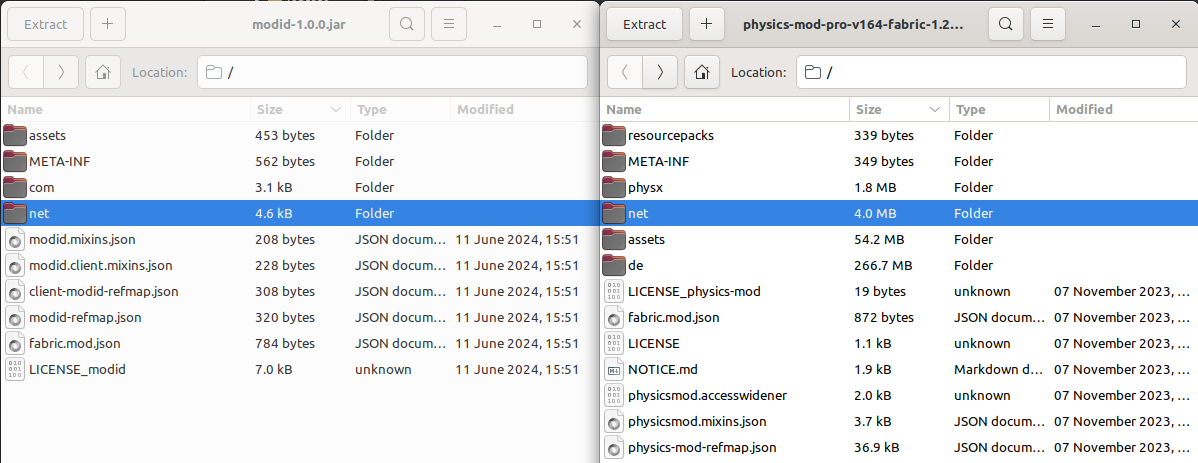 Extract
modid-1.0.0.jar
Location: /
Name Size Type Modified
assets 453 bytes Folder
META-INF 562 bytes Folder
com 3.1 kB Folder
net 4.6 kB Folder
modid.mixins.json 208 bytes JSON docum... 11 June 2024, 15:51
modid.client.mixins.json 228 bytes JSON docum... 11 June 2024, 15:51
client-modid-refmap.json 308 bytes JSON docum... 11 June 2024, 15:51
modid-refmap.json 320 bytes JSON docum... 11 June 2024, 15:51
fabric.mod.json 784 bytes JSON docum... 11 June 2024, 15:51
LICENSE_modid 7.0 kB unknown 11 June 2024, 15:51
Extract
physics-mod-pro-v164-fabric-1.2...
Location: /
Name Size Type Modified
resourcepacks 339 bytes Folder
META-INF 349 bytes Folder
physx 1.8 MB Folder
net 4.0 MB Folder
assets 54.2 MB Folder
de 266.7 MB Folder
LICENSE_physics-mod 19 bytes unknown 07 November 2023, ...
fabric.mod.json 872 bytes JSON docum... 07 November 2023, ...
LICENSE 1.1 kB unknown 07 November 2023, ...
NOTICE.md 1.9 kB Markdown d... 07 November 2023, ...
physicsmod.accesswidener 2.0 kB unknown 07 November 2023, ...
physicsmod.mixins.json 3.7 kB JSON docum... 07 November 2023, ...
physics-mod-refmap.json 36.9 kB JSON docum... 07 November 2023, ...